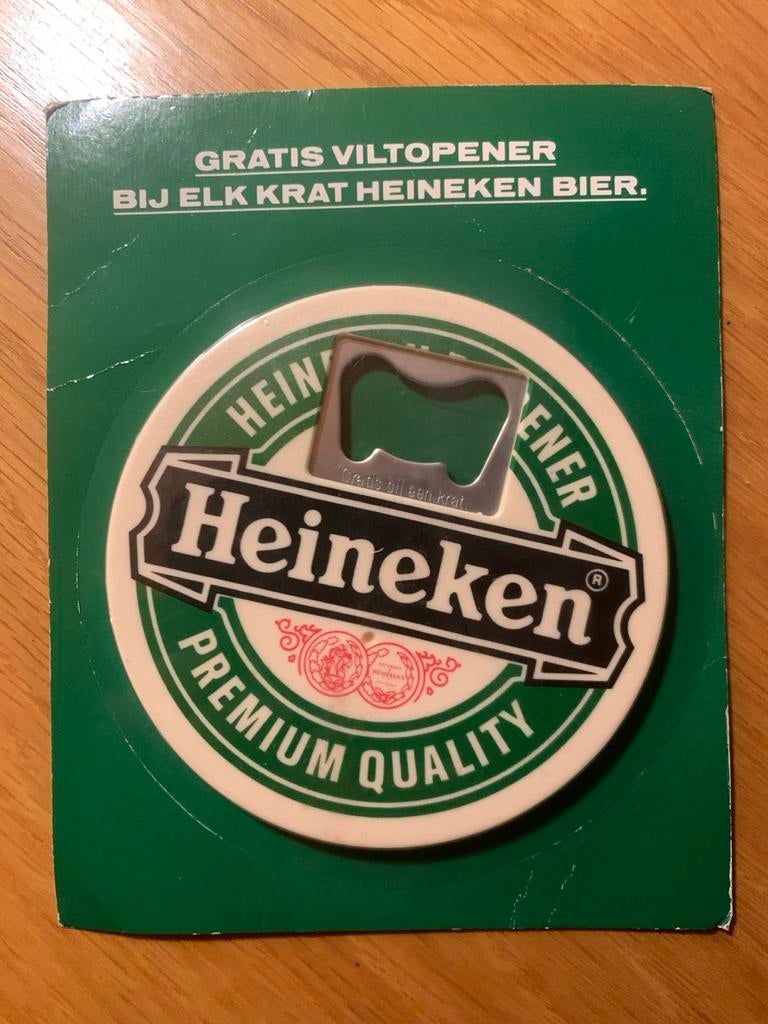 GRATIS VILTOPENER
BIJ ELK KRAT HEINEKEN BIER.
Gratis bij een krat
Heineken®
PREMIUM QUALITY